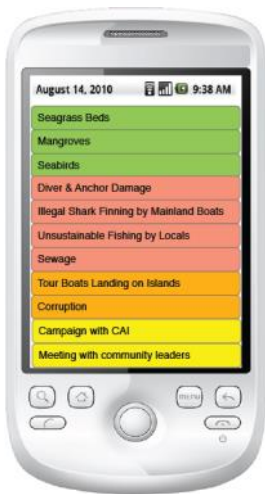 August 14, 2010 9:38 AM
Seagrass Beds
Mangroves
Seabirds
Diver & Anchor Damage
Illegal Shark Finning by Mainland Boats
Unsustainable Fishing by Locals
Sewage
Tour Boats Landing on Islands
Corruption
Campaign with CAI
Meeting with community leaders
menu